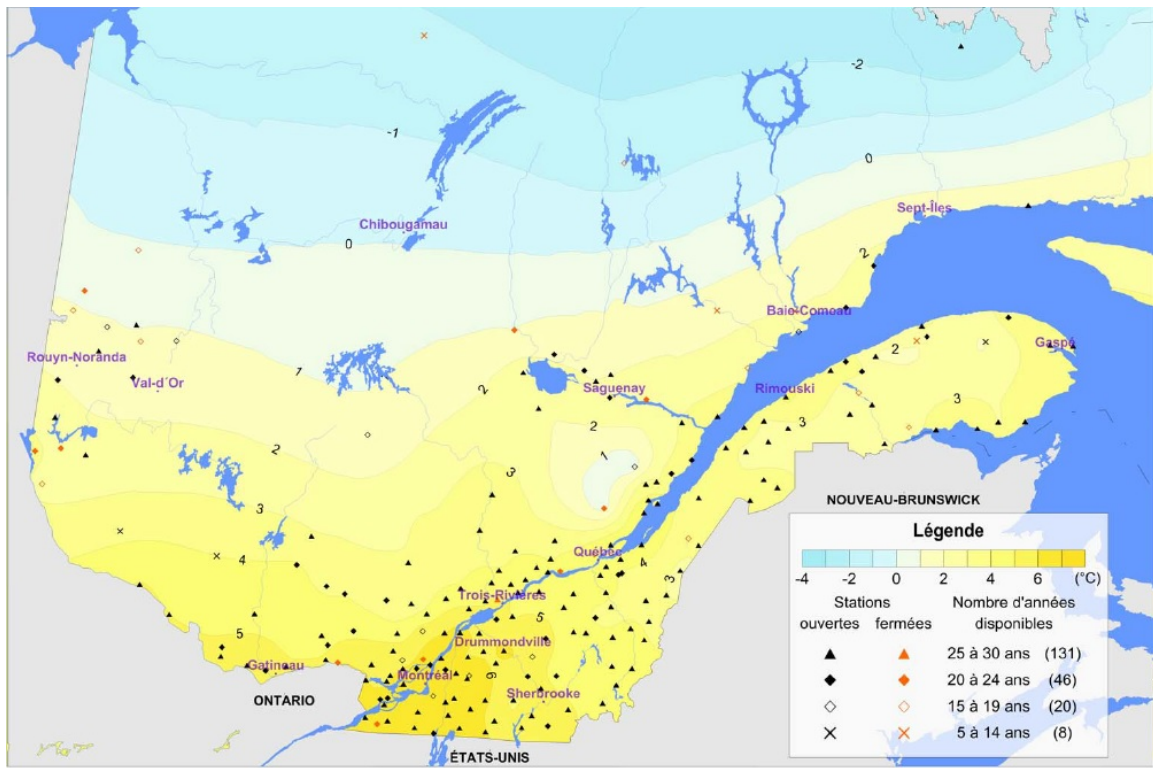 -2
-1
0
Sept-Îles
Chibougamau
0
2
Baie-Comeau
Rouyn-Noranda
Val-d'Or
1
2
Saguenay
Rimouski
2
Gaspé
3
3
2
2
1
3
3
NOUVEAU-BRUNSWICK
4
Québec
4
3
Trois-Rivières
5
5
Drummondville
Gatineau
Montréal
6
Sherbrooke
ONTARIO
ÉTATS-UNIS
Légende
-4 -2 0 2 4 6 (°C)
Stations Nombre d'années
ouvertes fermées disponibles
25 à 30 ans (131)
20 à 24 ans (46)
15 à 19 ans (20)
5 à 14 ans (8)